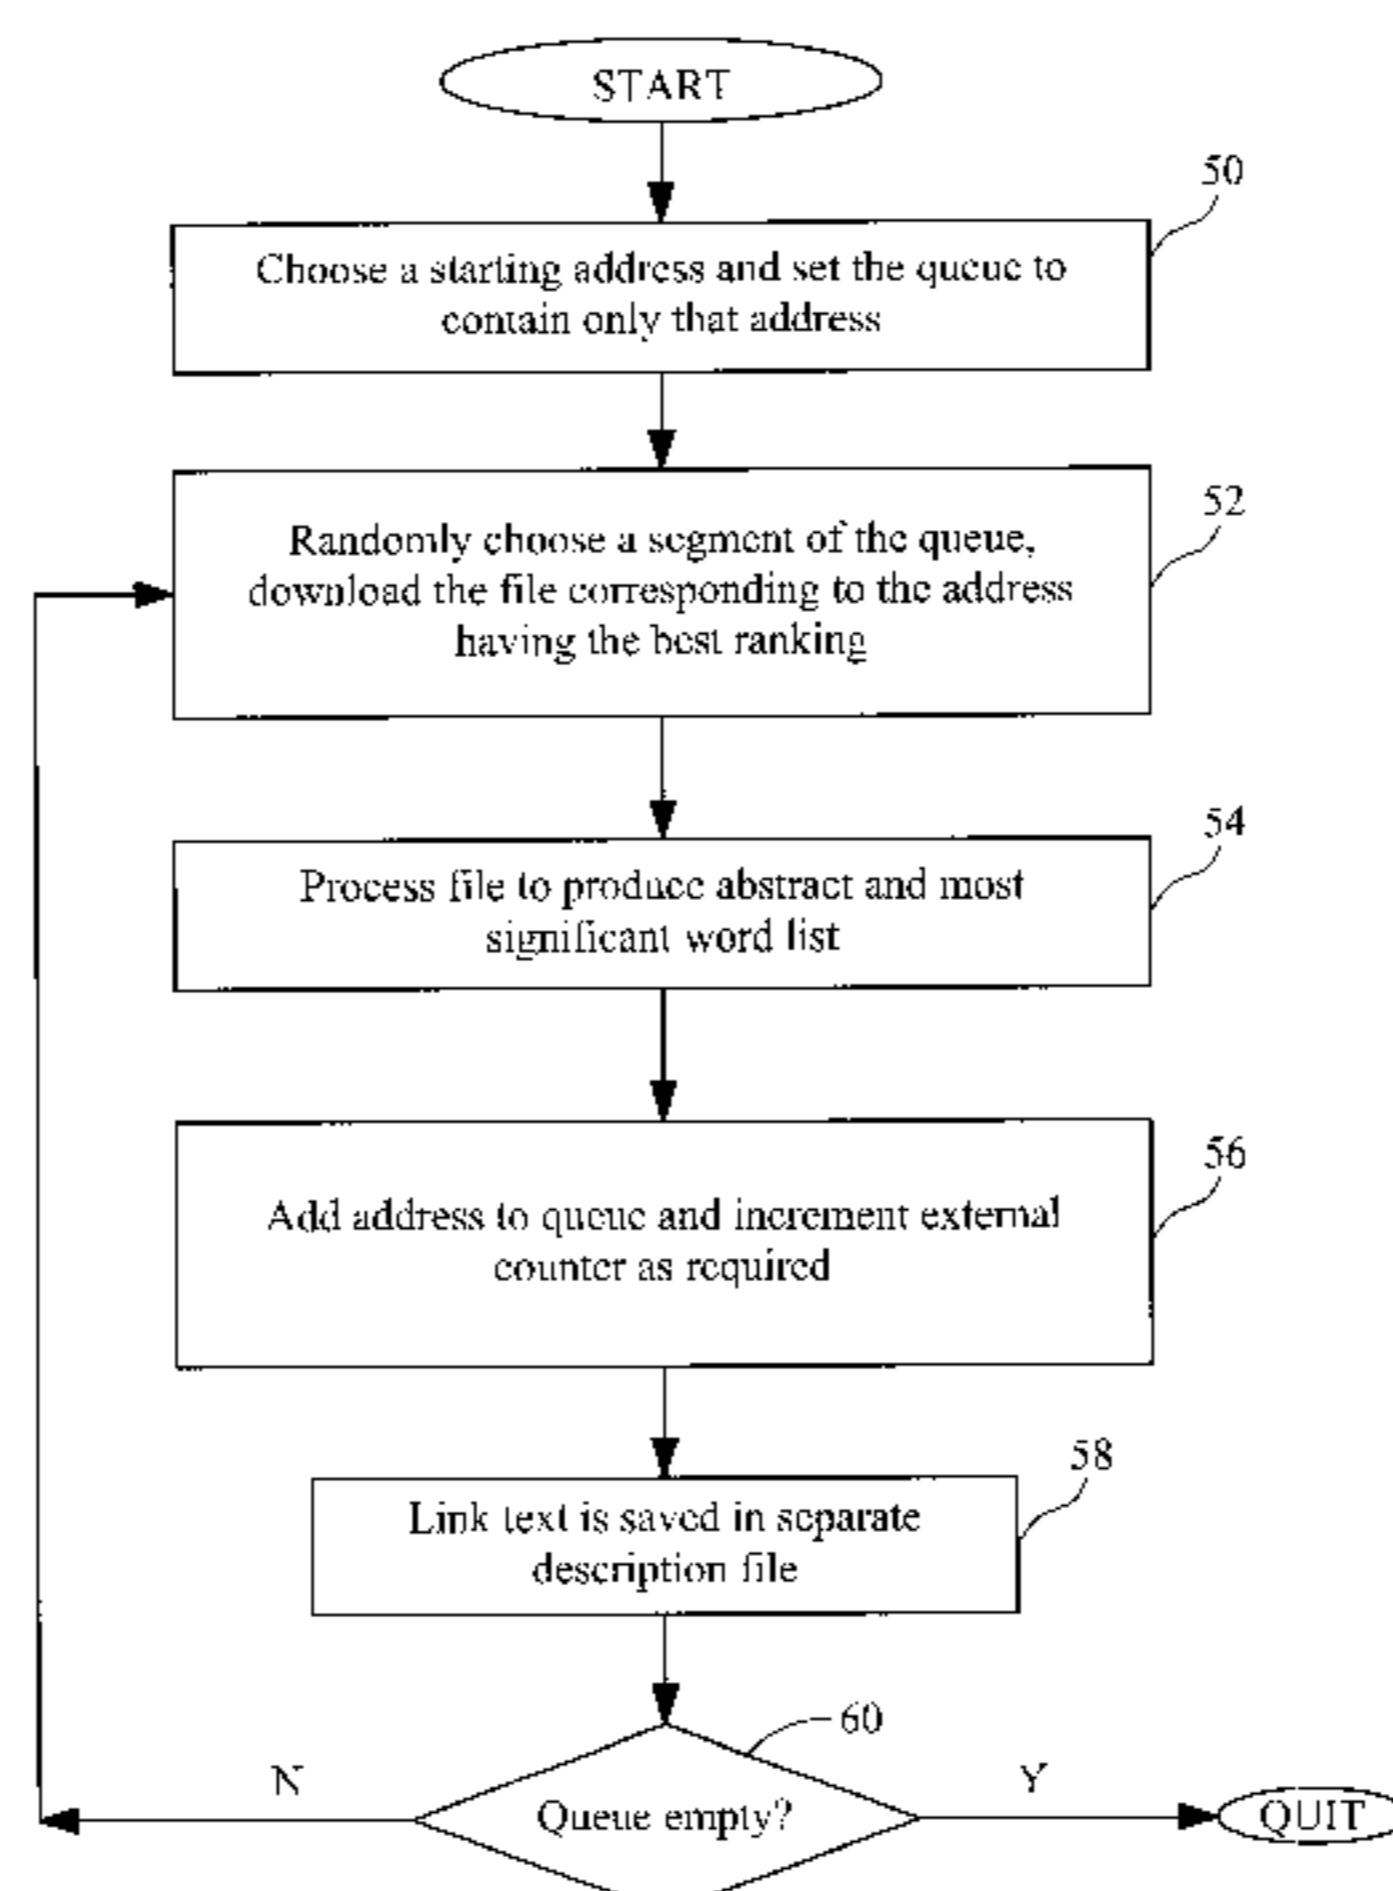 START
50
Choose a starting address and set the queue to
contain only that address
52
Randomly choose a segment of the queue,
download the file corresponding to the address
having the best ranking
54
Process file to produce abstract and most
significant word list
56
Add address to queue and increment external
counter as required
58
Link text is saved in separate
description file
60
N
Queue empty?
Y
QUIT